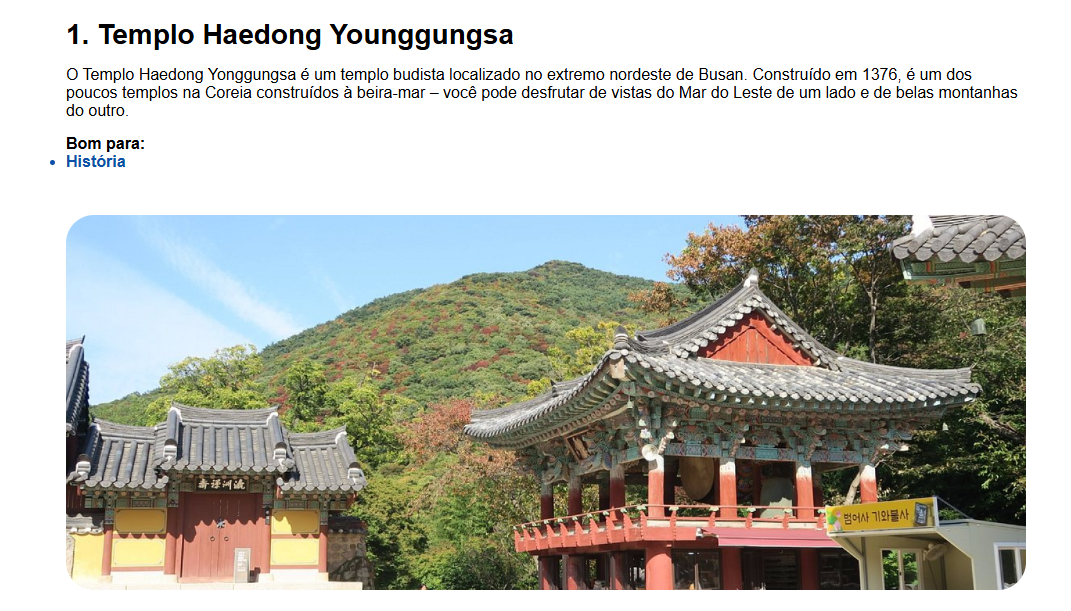 1. Templo Haedong Younggungsa
O Templo Haedong Yonggungsa é um templo budista localizado no extremo nordeste de Busan. Construído em 1376, é um dos
poucos templos na Coreia construídos à beira-mar – você pode desfrutar de vistas do Mar do Leste de um lado e de belas montanhas
do outro.
Bom para:
História
범어사 기와불사